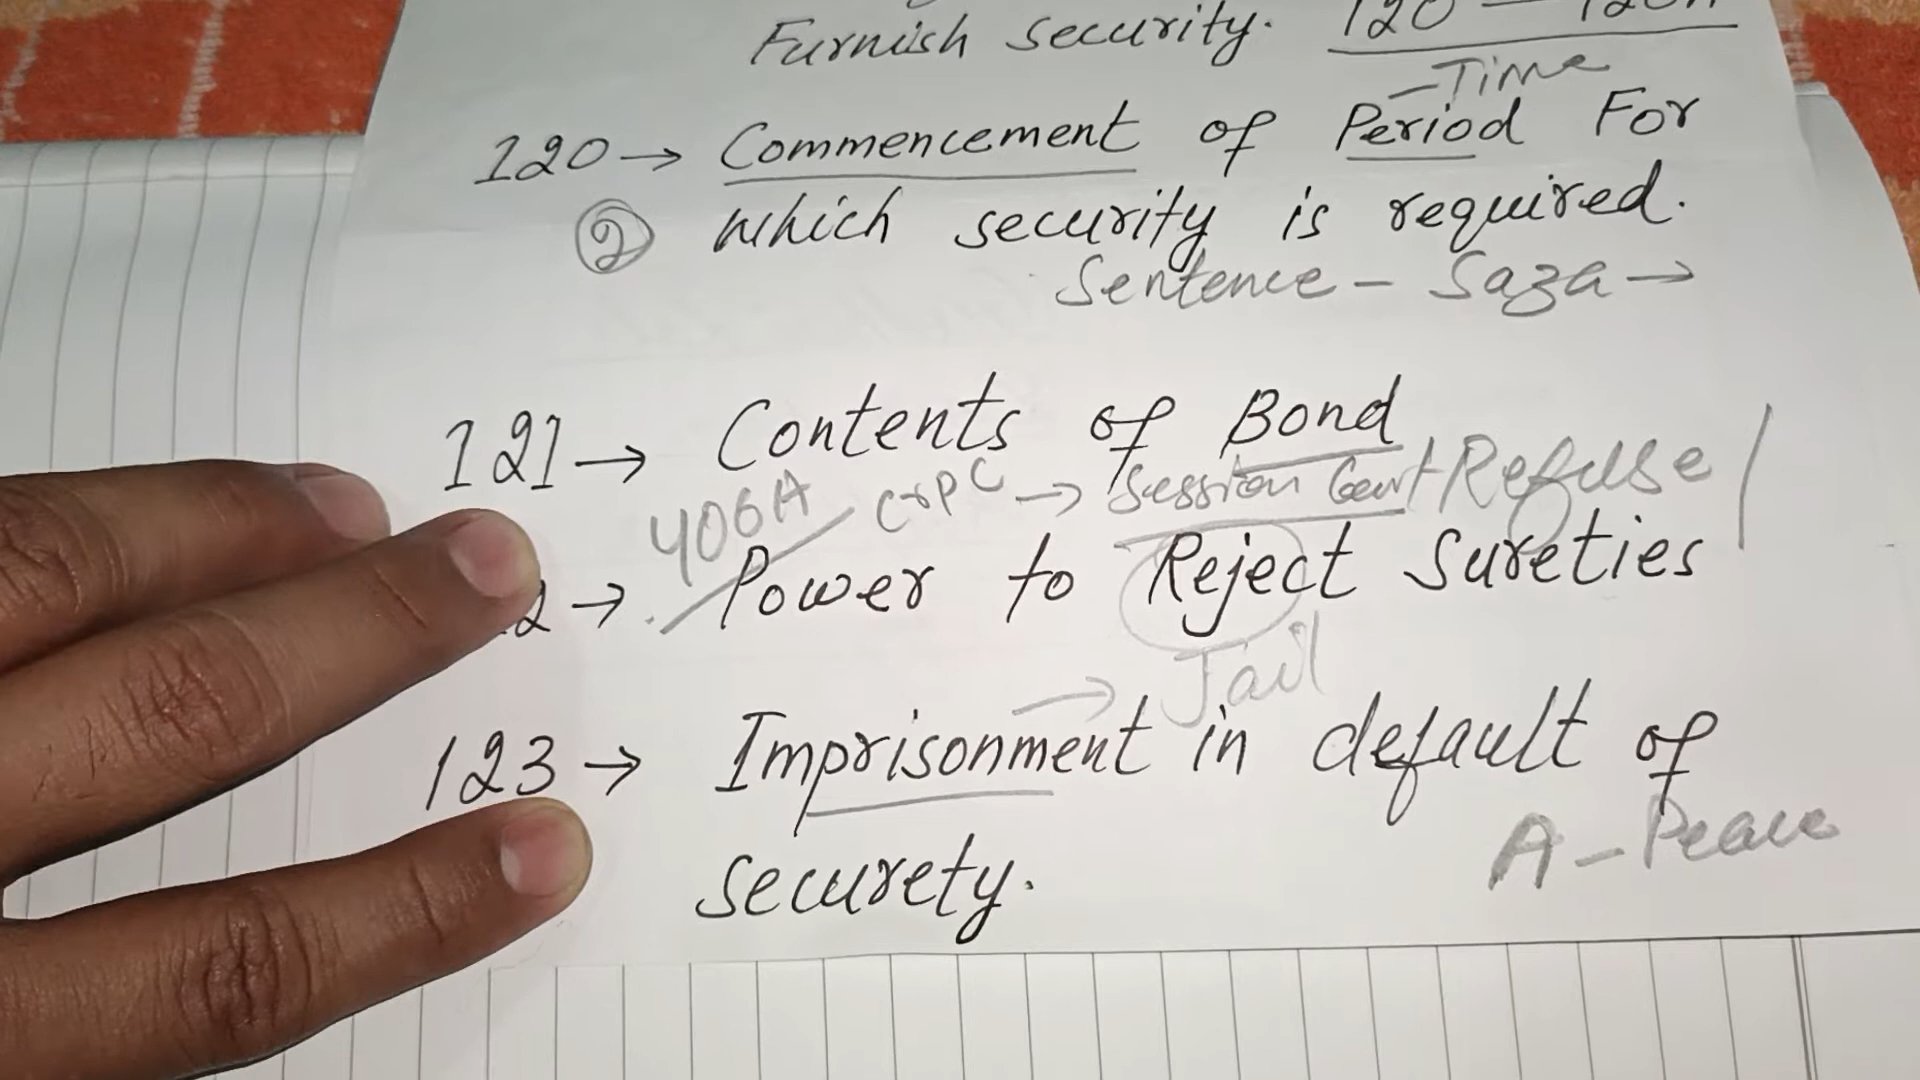 Furnish security. 120 —
— Time
120 → Commencement of Period For
② which security is required.
Sentence - Saza →
121 → Contents of Bond
406A CrPC → Session Court Refuse
2 → Power to Reject Sureties
→ Jail
123 → Imprisonment in default of
A - Peace
securety.